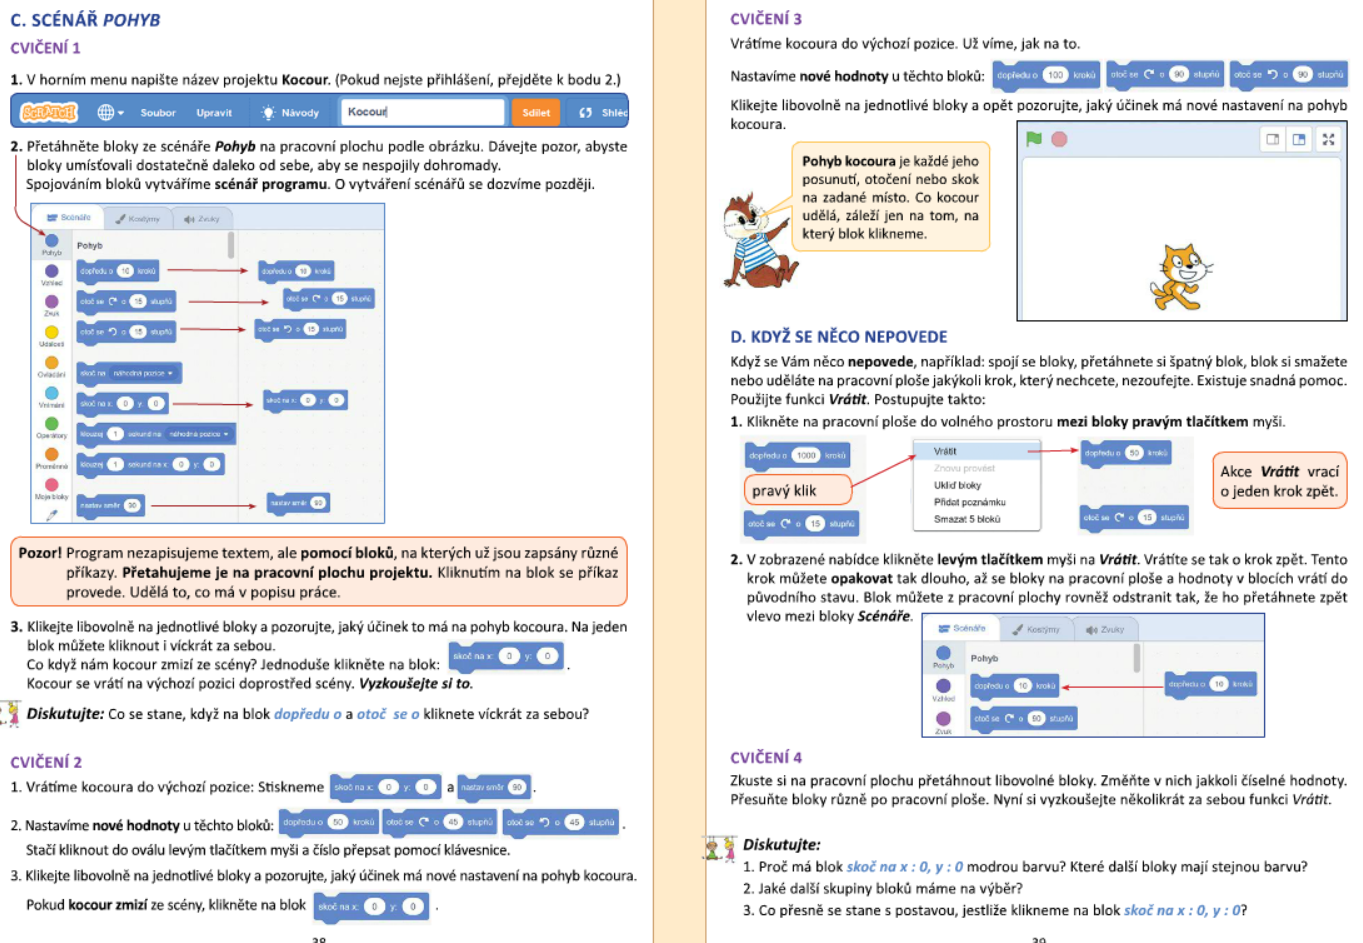 C. SCÉNÁŘ POHYB
CVIČENÍ 1
1. V horním menu napište název projektu Kocour. (Pokud nejste přihlášení, přejděte k bodu 2.)
SCRATCH Soubor Upravit Návody Kocour Sdílet
2. Přetáhněte bloky ze scénáře Pohyb na pracovní plochu podle obrázku. Dávejte pozor, abyste
bloky umísťovali dostatečně daleko od sebe, aby se nespojily dohromady.
Spojováním bloků vytváříme scénář programu. O vytváření scénářů se dozvíme později.
Scénáře Kostýmy Zvuky
Pohyb
Vzhled
Zvuk
Události
Ovládání
Vnímání
Operátory
Proměnné
Moje bloky
Pohyb
dopředu o 10 kroků
otoč se o 15 stupňů
otoč se o 15 stupňů
skoč na náhodná pozice
skoč na x: 0 y: 0
klouzej 1 sekund na náhodná pozice
klouzej 1 sekund na x: 0 y: 0
nastav směr 90
dopředu o 10 kroků
otoč se o 15 stupňů
otoč se o 15 stupňů
skoč na x: 0 y: 0
nastav směr 90
Pozor! Program nezapisujeme textem, ale pomocí bloků, na kterých už jsou zapsány různé
příkazy. Přetahujeme je na pracovní plochu projektu. Kliknutím na blok se příkaz
provede. Udělá to, co má v popisu práce.
3. Klikejte libovolně na jednotlivé bloky a pozorujte, jaký účinek to má na pohyb kocoura. Na jeden
blok můžete kliknout i víckrát za sebou.
Co když nám kocour zmizí ze scény? Jednoduše klikněte na blok: skoč na x: 0 y: 0 .
Kocour se vrátí na výchozí pozici doprostřed scény. Vyzkoušejte si to.
Diskutujte: Co se stane, když na blok dopředu o a otoč se o kliknete víckrát za sebou?
CVIČENÍ 2
1. Vrátíme kocoura do výchozí pozice: Stiskneme skoč na x: 0 y: 0 a nastav směr 90 .
2. Nastavíme nové hodnoty u těchto bloků: dopředu o 50 kroků otoč se o 45 stupňů otoč se o 45 stupňů .
Stačí kliknout do oválu levým tlačítkem myši a číslo přepsat pomocí klávesnice.
3. Klikejte libovolně na jednotlivé bloky a pozorujte, jaký účinek má nové nastavení na pohyb kocoura.
Pokud kocour zmizí ze scény, klikněte na blok skoč na x: 0 y: 0 .
38
CVIČENÍ 3
Vrátíme kocoura do výchozí pozice. Už víme, jak na to.
Nastavíme nové hodnoty u těchto bloků: dopředu o 100 kroků otoč se o 90 stupňů otoč se o 90 stupňů
Klikejte libovolně na jednotlivé bloky a opět pozorujte, jaký účinek má nové nastavení na pohyb
kocoura.
Pohyb kocoura je každé jeho
posunutí, otočení nebo skok
na zadané místo. Co kocour
udělá, záleží jen na tom, na
který blok klikneme.
D. KDYŽ SE NĚCO NEPOVEDE
Když se Vám něco nepovede, například: spojí se bloky, přetáhnete si špatný blok, blok si smažete
nebo uděláte na pracovní ploše jakýkoli krok, který nechcete, nezoufejte. Existuje snadná pomoc.
Použijte funkci Vrátit. Postupujte takto:
1. Klikněte na pracovní ploše do volného prostoru mezi bloky pravým tlačítkem myši.
dopředu o 1000 kroků
pravý klik
otoč se o 15 stupňů
Vrátit
Znovu provést
Ukliď bloky
Přidat poznámku
Smazat 5 bloků
dopředu o 50 kroků
otoč se o 15 stupňů
Akce Vrátit vrací
o jeden krok zpět.
2. V zobrazené nabídce klikněte levým tlačítkem myši na Vrátit. Vrátíte se tak o krok zpět. Tento
krok můžete opakovat tak dlouho, až se bloky na pracovní ploše a hodnoty v blocích vrátí do
původního stavu. Blok můžete z pracovní plochy rovněž odstranit tak, že ho přetáhnete zpět
vlevo mezi bloky Scénáře.
Scénáře Kostýmy Zvuky
Pohyb
Vzhled
Zvuk
Pohyb
dopředu o 10 kroků
otoč se o 90 stupňů
dopředu o 10 kroků
CVIČENÍ 4
Zkuste si na pracovní plochu přetáhnout libovolné bloky. Změňte v nich jakkoli číselné hodnoty.
Přesuňte bloky různě po pracovní ploše. Nyní si vyzkoušejte několikrát za sebou funkci Vrátit.
Diskutujte:
1. Proč má blok skoč na x : 0, y : 0 modrou barvu? Které další bloky mají stejnou barvu?
2. Jaké další skupiny bloků máme na výběr?
3. Co přesně se stane s postavou, jestliže klikneme na blok skoč na x : 0, y : 0?
39